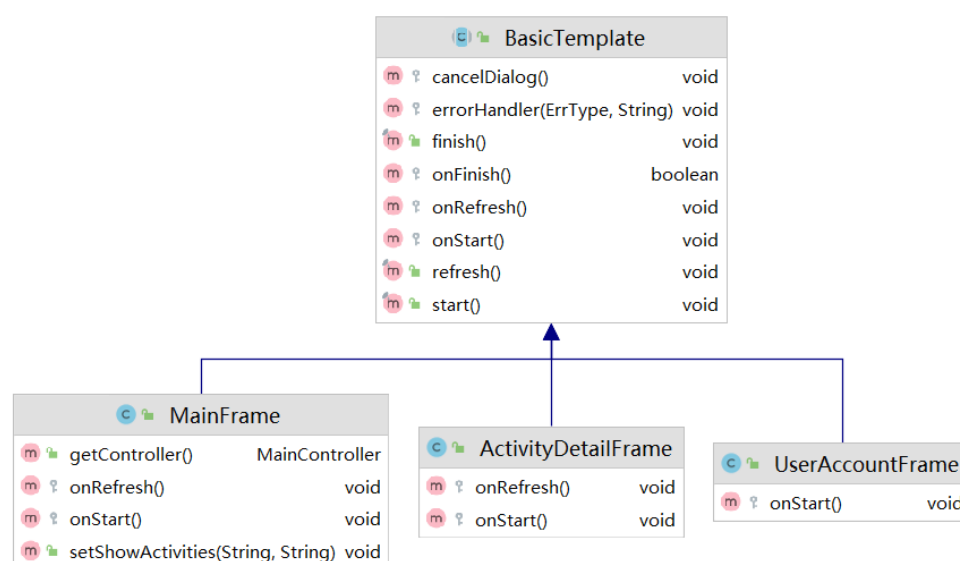 BasicTemplate
cancelDialog() void
errorHandler(ErrType, String) void
finish() void
onFinish() boolean
onRefresh() void
onStart() void
refresh() void
start() void
MainFrame
getController() MainController
onRefresh() void
onStart() void
setShowActivities(String, String) void
ActivityDetailFrame
onRefresh() void
onStart() void
UserAccountFrame
onStart() void